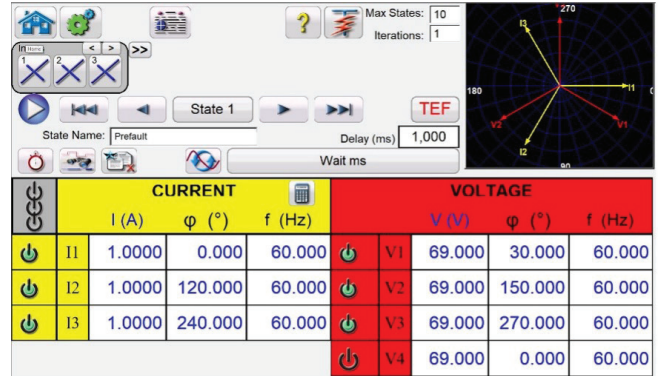 Max States: 10
Iterations: 1
In
1 2 3
< > >>
State 1
TEF
State Name: Prefault
Delay (ms) 1,000
Wait ms
270
180
0
90
I3
I1
I2
V2
V1
CURRENT VOLTAGE
I (A) φ (°) f (Hz) V (V) φ (°) f (Hz)
I1 1.0000 0.000 60.000 V1 69.000 30.000 60.000
I2 1.0000 120.000 60.000 V2 69.000 150.000 60.000
I3 1.0000 240.000 60.000 V3 69.000 270.000 60.000
V4 69.000 0.000 60.000